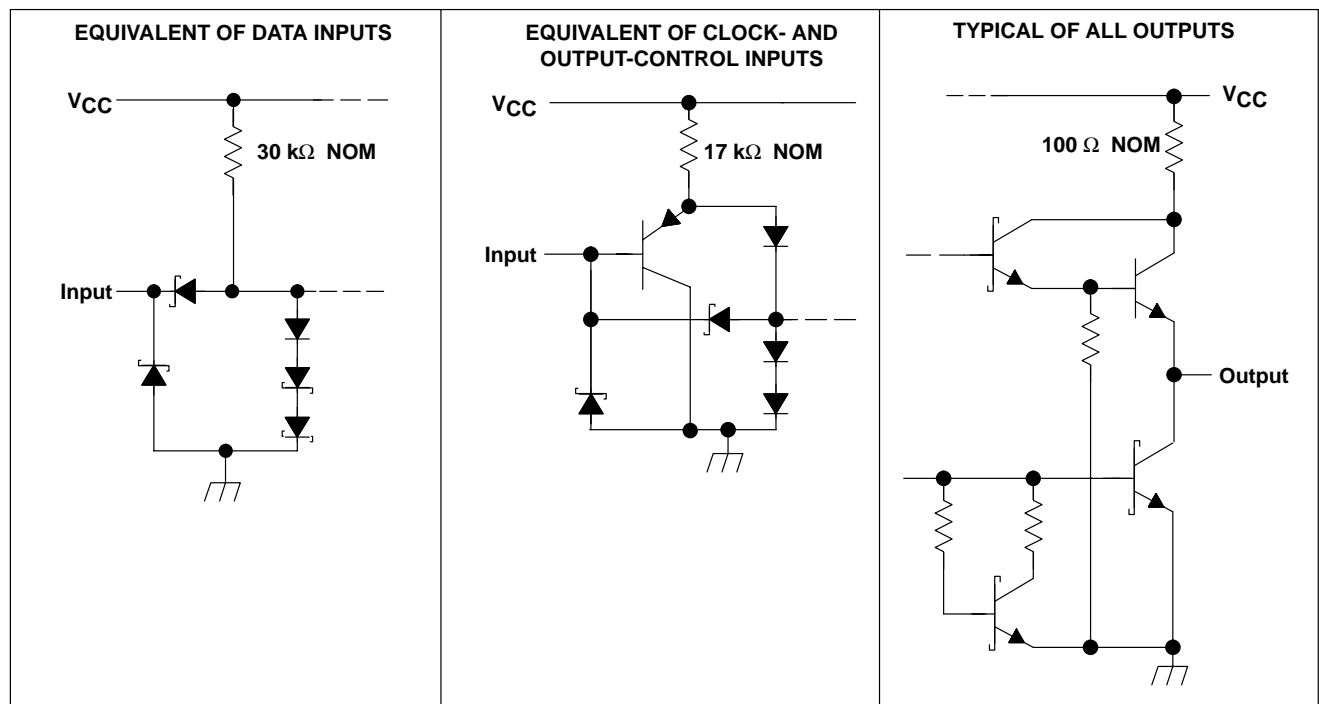 EQUIVALENT OF DATA INPUTS
VCC
30 kΩ NOM
Input
EQUIVALENT OF CLOCK- AND
OUTPUT-CONTROL INPUTS
VCC
17 kΩ NOM
Input
TYPICAL OF ALL OUTPUTS
VCC
100 Ω NOM
Output